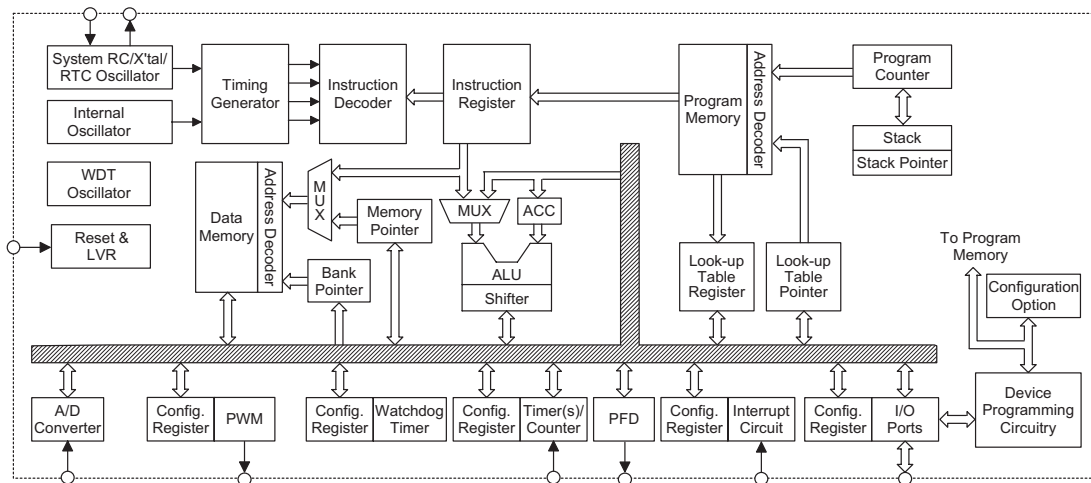 System RC/X'tal/
RTC Oscillator
Internal
Oscillator
WDT
Oscillator
Reset &
LVR
Timing
Generator
Instruction
Decoder
Instruction
Register
Program
Memory
Address Decoder
Program
Counter
Stack
Stack Pointer
Data
Memory
Address Decoder
MUX
Memory
Pointer
Bank
Pointer
MUX
ACC
ALU
Shifter
Look-up
Table
Register
Look-up
Table
Pointer
To Program
Memory
Configuration
Option
Device
Programming
Circuitry
A/D
Converter
Config.
Register
PWM
Config.
Register
Watchdog
Timer
Config.
Register
Timer(s)/
Counter
PFD
Config.
Register
Interrupt
Circuit
Config.
Register
I/O
Ports